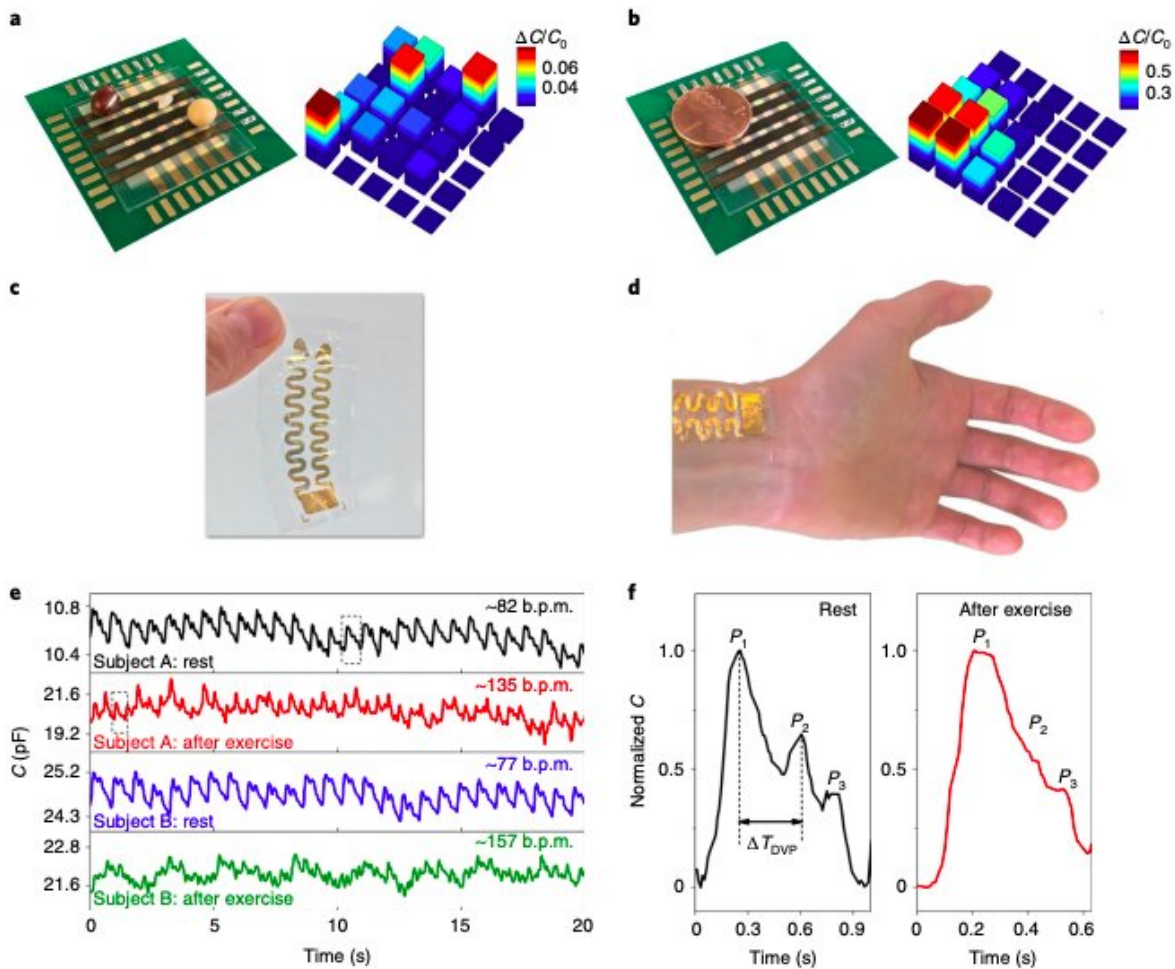 a
ΔC/C0
0.06
0.04
b
ΔC/C0
0.5
0.3
c
d
e
C (pF)
10.8
10.4
~82 b.p.m.
Subject A: rest
21.6
19.2
~135 b.p.m.
Subject A: after exercise
25.2
24.3
~77 b.p.m.
Subject B: rest
22.8
21.6
~157 b.p.m.
Subject B: after exercise
0 5 10 15 20
Time (s)
f
Normalized C
1.0
0.5
0
Rest
P1
P2
P3
ΔTDVP
0 0.3 0.6 0.9
Time (s)
1.0
0.5
0
After exercise
P1
P2
P3
0 0.2 0.4 0.6
Time (s)